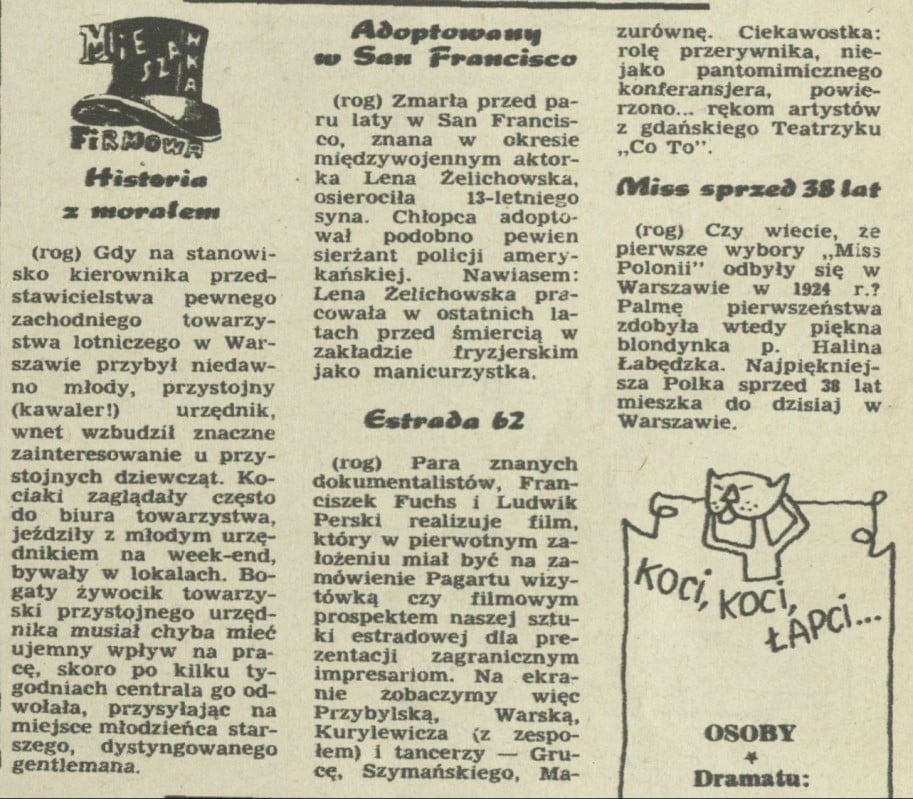 MIESZANKA
FIRMOWA
Historia
z morałem
(rog) Gdy na stanowi-
sko kierownika przed-
stawicielstwa pewnego
zachodniego towarzy-
stwa lotniczego w War-
szawie przybył niedaw-
no młody, przystojny
(kawaler!) urzędnik,
wnet wzbudził znaczne
zainteresowanie u przy-
stojnych dziewcząt. Ko-
ciaki zaglądały często
do biura towarzystwa,
jeździły z młodym urzę-
dnikiem na week-end,
bywały w lokalach. Bo-
gaty żywocik towarzy-
ski przystojnego urzęd-
nika musiał chyba mieć
ujemny wpływ na pra-
cę, skoro po kilku ty-
godniach centrala go od-
wołała, przysyłając na
miejsce młodzieńca star-
szego, dystyngowanego
gentlemana.
Adoptowany
w San Francisco
(rog) Zmarła przed pa-
ru laty w San Francis-
co, znana w okresie
międzywojennym aktor-
ka Lena Żelichowska,
osierociła 13-letniego
syna. Chłopca adopto-
wał podobno pewien
sierżant policji amery-
kańskiej. Nawiasem:
Lena Żelichowska pra-
cowała w ostatnich la-
tach przed śmiercią w
zakładzie fryzjerskim
jako manicurzystka.
Estrada 62
(rog) Para znanych
dokumentalistów, Fran-
ciszek Fuchs i Ludwik
Perski realizuje film,
który w pierwotnym za-
łożeniu miał być na za-
mówienie Pagartu wizy-
tówką czy filmowym
prospektem naszej sztu-
ki estradowej dla pre-
zentacji zagranicznym
impresariom. Na ekra-
nie zobaczymy więc
Przybylską, Warską,
Kurylewicza (z zespo-
łem) i tancerzy — Gru-
cę, Szymańskiego, Ma-
zurównę. Ciekawostka:
rolę przerywnika, nie-
jako pantomimicznego
konferansjera, powie-
rzono... rękom artystów
z gdańskiego Teatrzyku
„Co To".
Miss sprzed 38 lat
(rog) Czy wiecie, że
pierwsze wybory „Miss
Polonii" odbyły się w
Warszawie w 1924 r.?
Palmę pierwszeństwa
zdobyła wtedy piękna
blondynka p. Halina
Łabędzka. Najpiękniej-
sza Polka sprzed 38 lat
mieszka do dzisiaj w
Warszawie.
KOCI, KOCI,
ŁAPCI...
OSOBY
*
Dramatu: